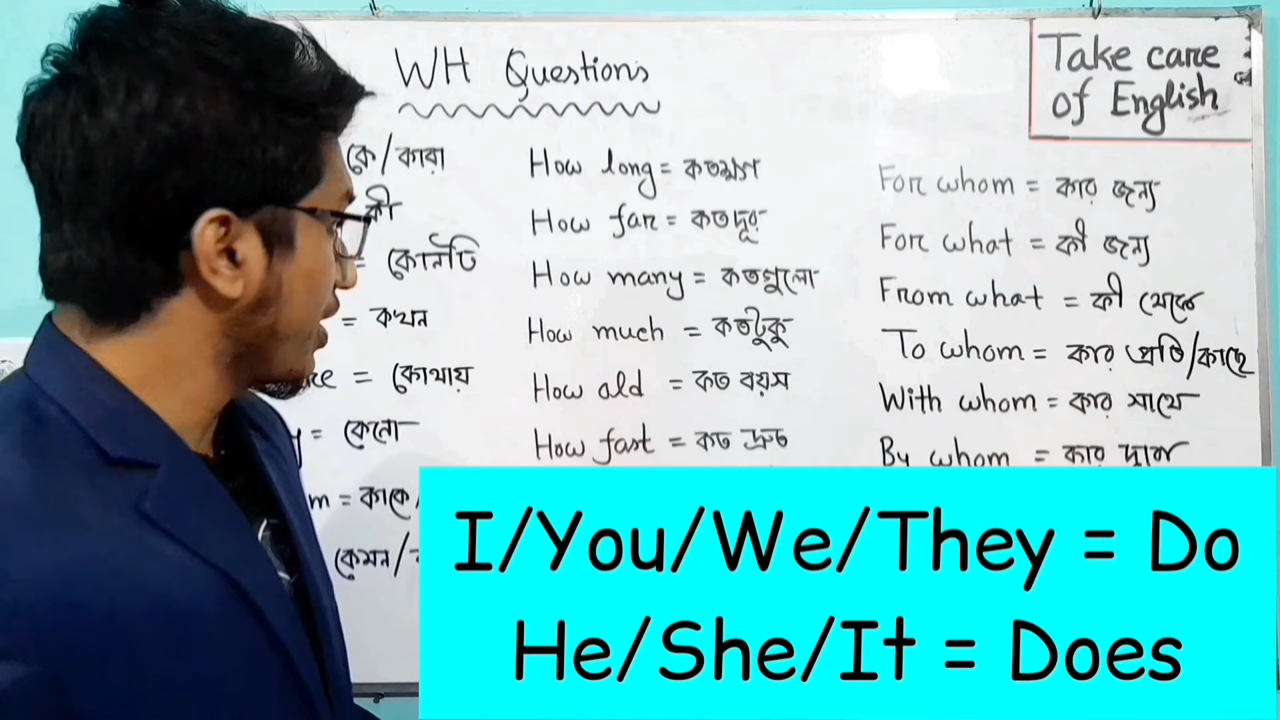 WH Questions
Take care
of English
কে/কারা
কী
= কোনটি
= কখন
= কোথায়
= কেনো
m = কাকে/
কেমন/
How long = কতক্ষণ
How far = কতদূর
How many = কতগুলো
How much = কতটুকু
How old = কত বয়স
How fast = কত দ্রুত
For whom = কার জন্য
For what = কী জন্য
From what = কী থেকে
To whom = কার প্রতি/কাছে
With whom = কার সাথে
By whom = কার দ্বারা
I/You/We/They = Do
He/She/It = Does